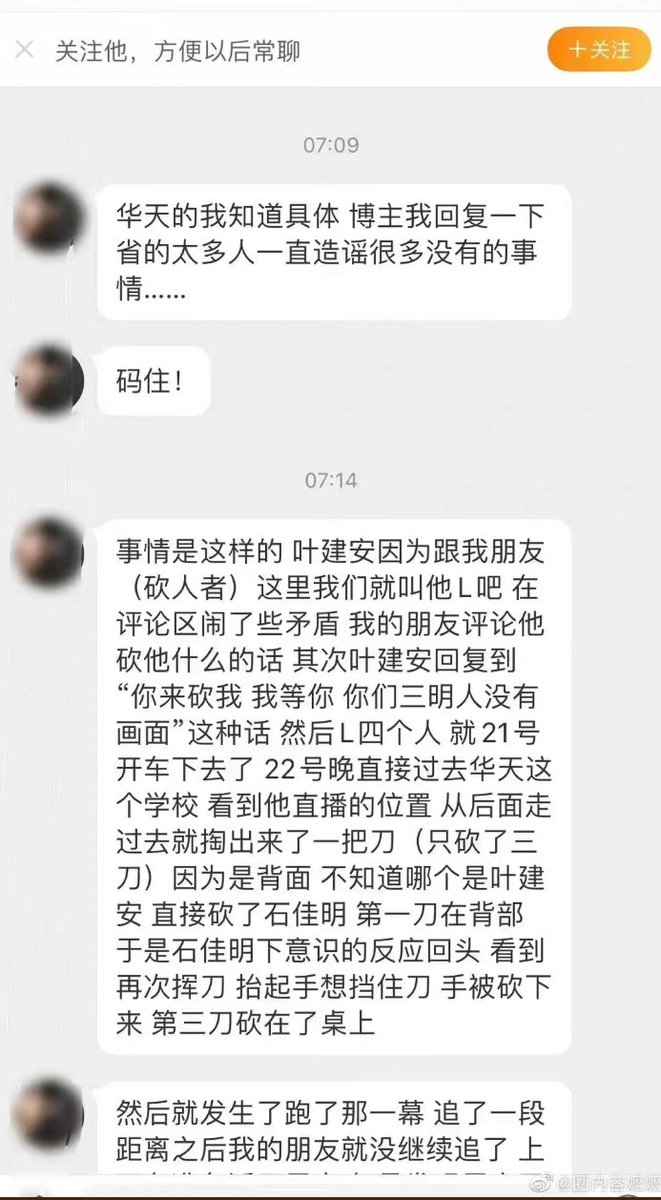 关注他，方便以后常聊
＋关注
07:09
华天的我知道具体 博主我回复一下
省的太多人一直造谣很多没有的事
情......
码住！
07:14
事情是这样的 叶建安因为跟我朋友
（砍人者）这里我们就叫他L吧 在
评论区闹了些矛盾 我的朋友评论他
砍他什么的话 其次叶建安回复到
“你来砍我 我等你 你们三明人没有
画面”这种话 然后L四个人 就21号
开车下去了 22号晚直接过去华天这
个学校 看到他直播的位置 从后面走
过去就掏出来了一把刀（只砍了三
刀）因为是背面 不知道哪个是叶建
安 直接砍了石佳明 第一刀在背部
于是石佳明下意识的反应回头 看到
再次挥刀 抬起手想挡住刀 手被砍下
来 第三刀砍在了桌上
然后就发生了跑了那一幕 追了一段
距离之后我的朋友就没继续追了 上
@圈内容嬷嬷